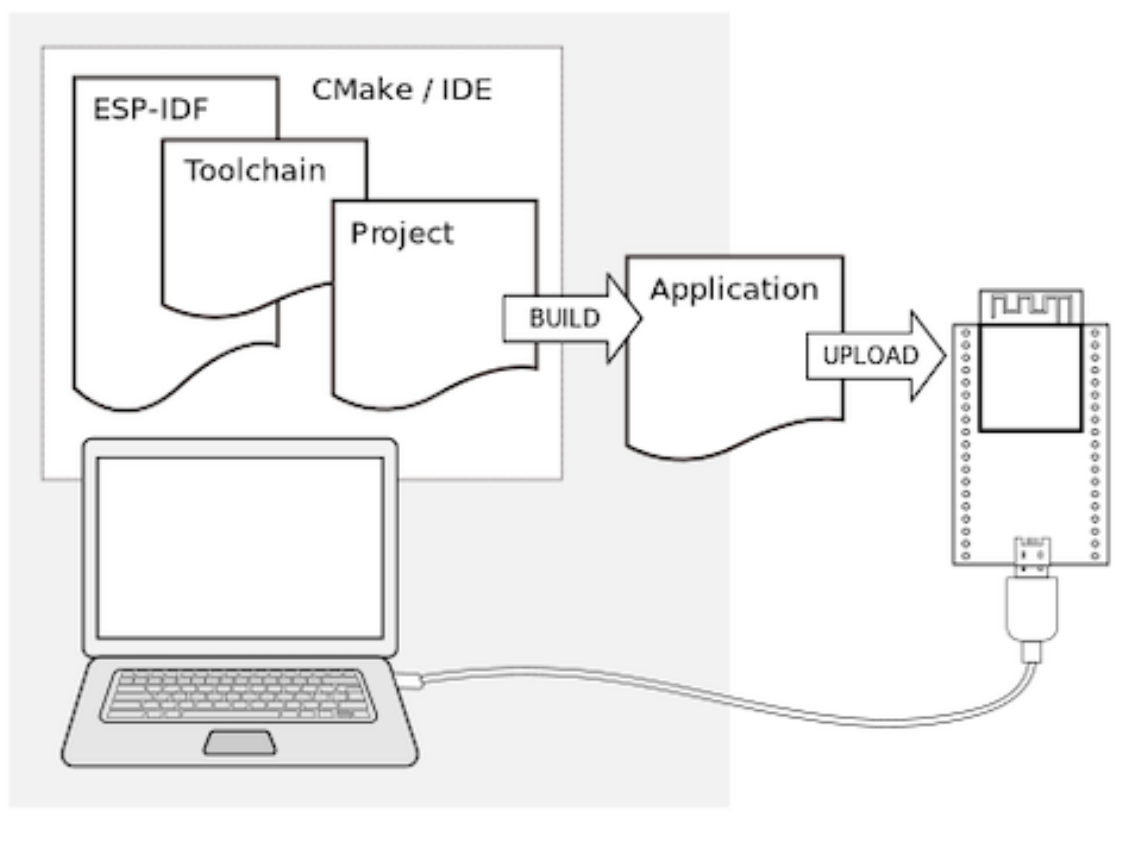 CMake / IDE
ESP-IDF
Toolchain
Project
BUILD
Application
UPLOAD